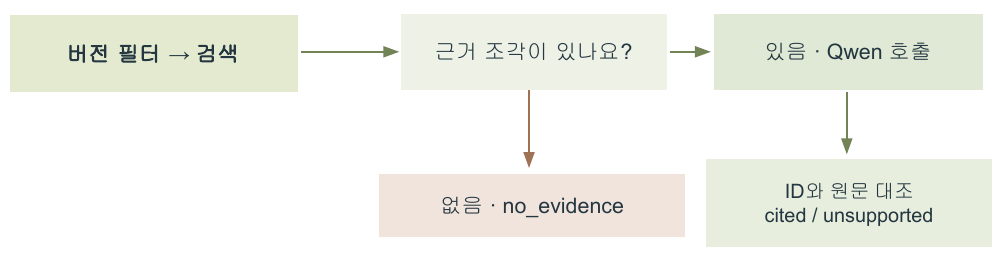 버전 필터 → 검색
근거 조각이 있나요?
있음 · Qwen 호출
없음 · no_evidence
ID와 원문 대조
cited / unsupported